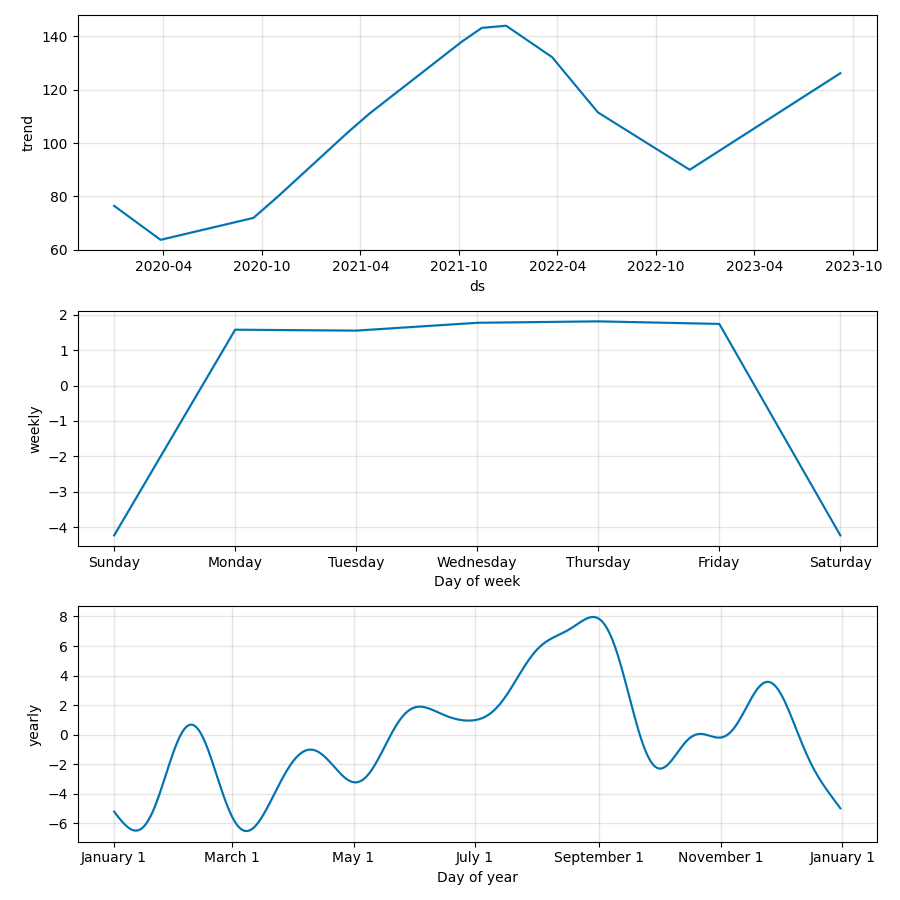 140
120
100
80
60
trend
2020-04 2020-10 2021-04 2021-10 2022-04 2022-10 2023-04 2023-10
ds
2
1
0
−1
−2
−3
−4
weekly
Sunday Monday Tuesday Wednesday Thursday Friday Saturday
Day of week
8
6
4
2
0
−2
−4
−6
yearly
January 1 March 1 May 1 July 1 September 1 November 1 January 1
Day of year